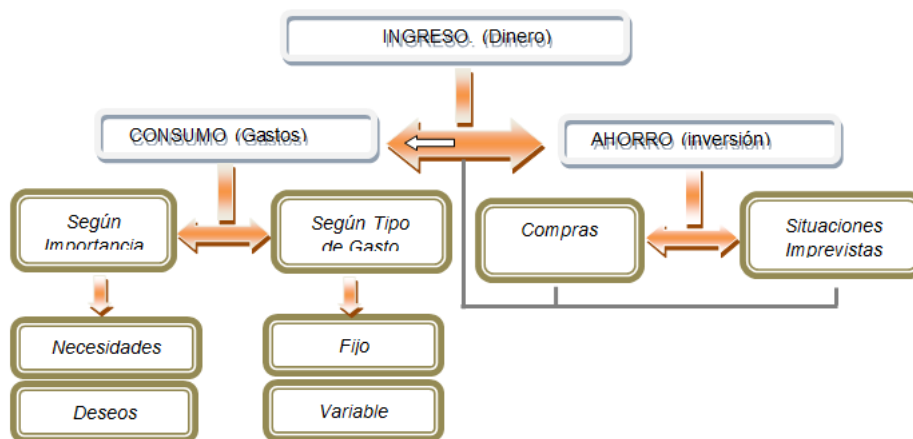 INGRESO. (Dinero)
CONSUMO (Gastos)
AHORRO (inversión)
Según
Importancia
Según Tipo
de Gasto
Compras
Situaciones
Imprevistas
Necesidades
Fijo
Deseos
Variable